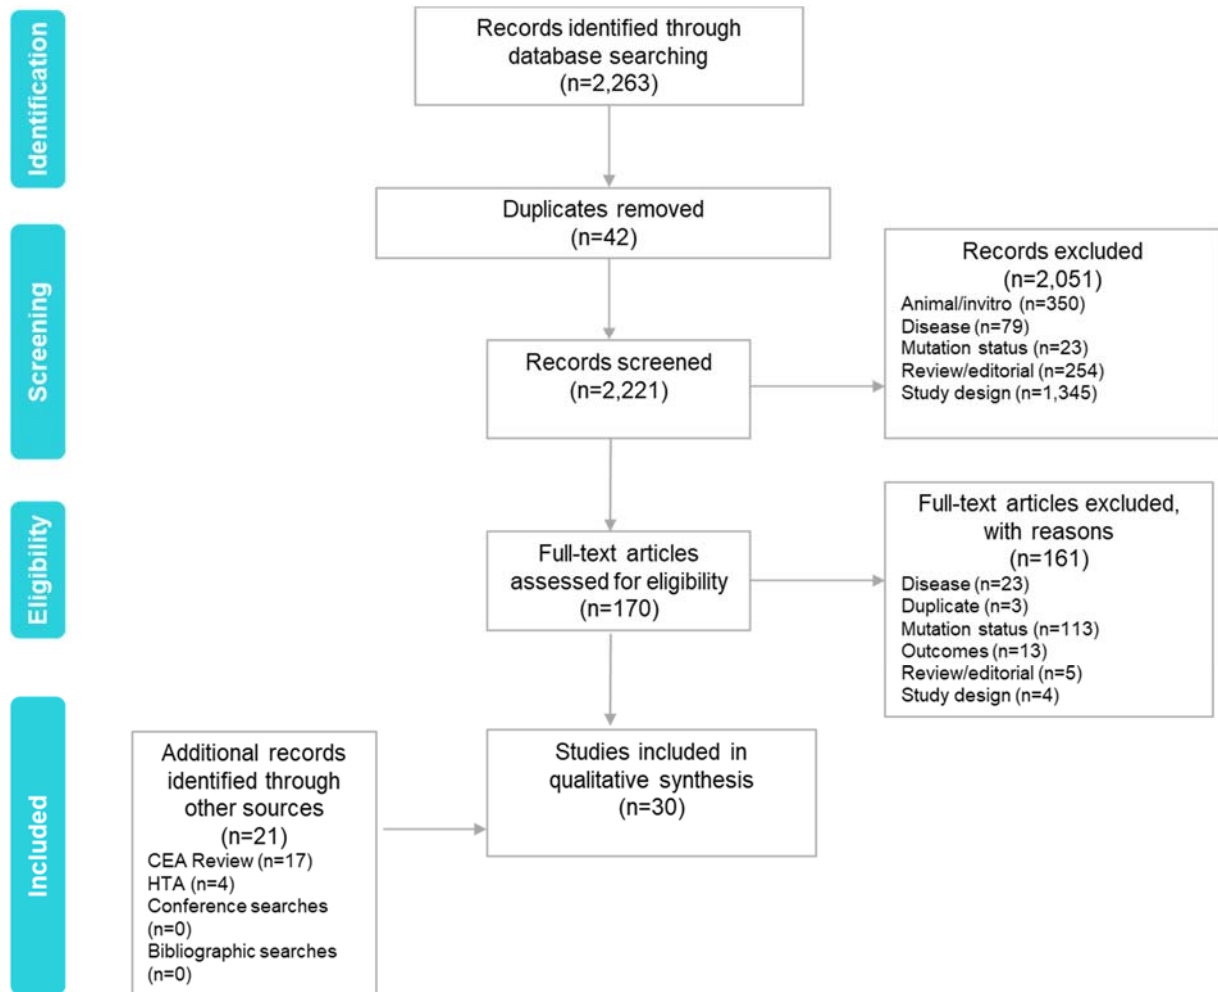 Identification
Records identified through
database searching
(n=2,263)
Duplicates removed
(n=42)
Screening
Records screened
(n=2,221)
Records excluded
(n=2,051)
Animal/invitro (n=350)
Disease (n=79)
Mutation status (n=23)
Review/editorial (n=254)
Study design (n=1,345)
Eligibility
Full-text articles
assessed for eligibility
(n=170)
Full-text articles excluded,
with reasons
(n=161)
Disease (n=23)
Duplicate (n=3)
Mutation status (n=113)
Outcomes (n=13)
Review/editorial (n=5)
Study design (n=4)
Included
Additional records
identified through
other sources
(n=21)
CEA Review (n=17)
HTA (n=4)
Conference searches
(n=0)
Bibliographic searches
(n=0)
Studies included in
qualitative synthesis
(n=30)